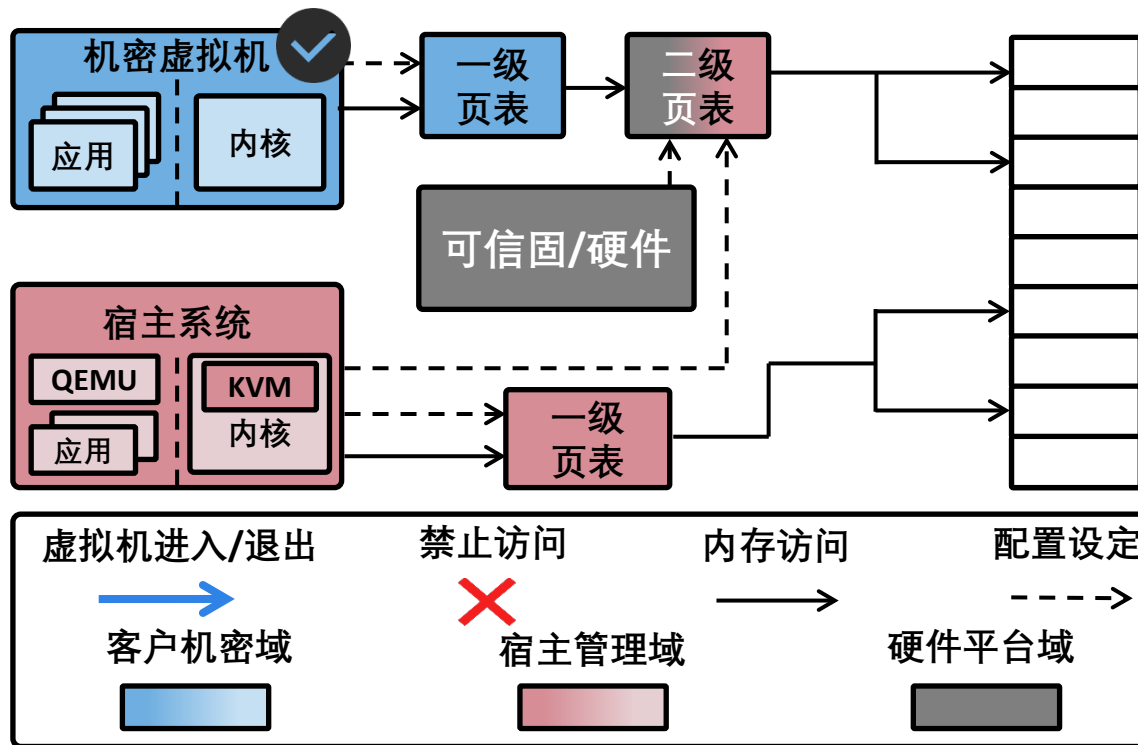 机密虚拟机
应用
内核
一级
页表
二级
页表
可信固/硬件
宿主系统
QEMU
应用
KVM
内核
一级
页表
虚拟机进入/退出
禁止访问
内存访问
配置设定
客户机密域
宿主管理域
硬件平台域